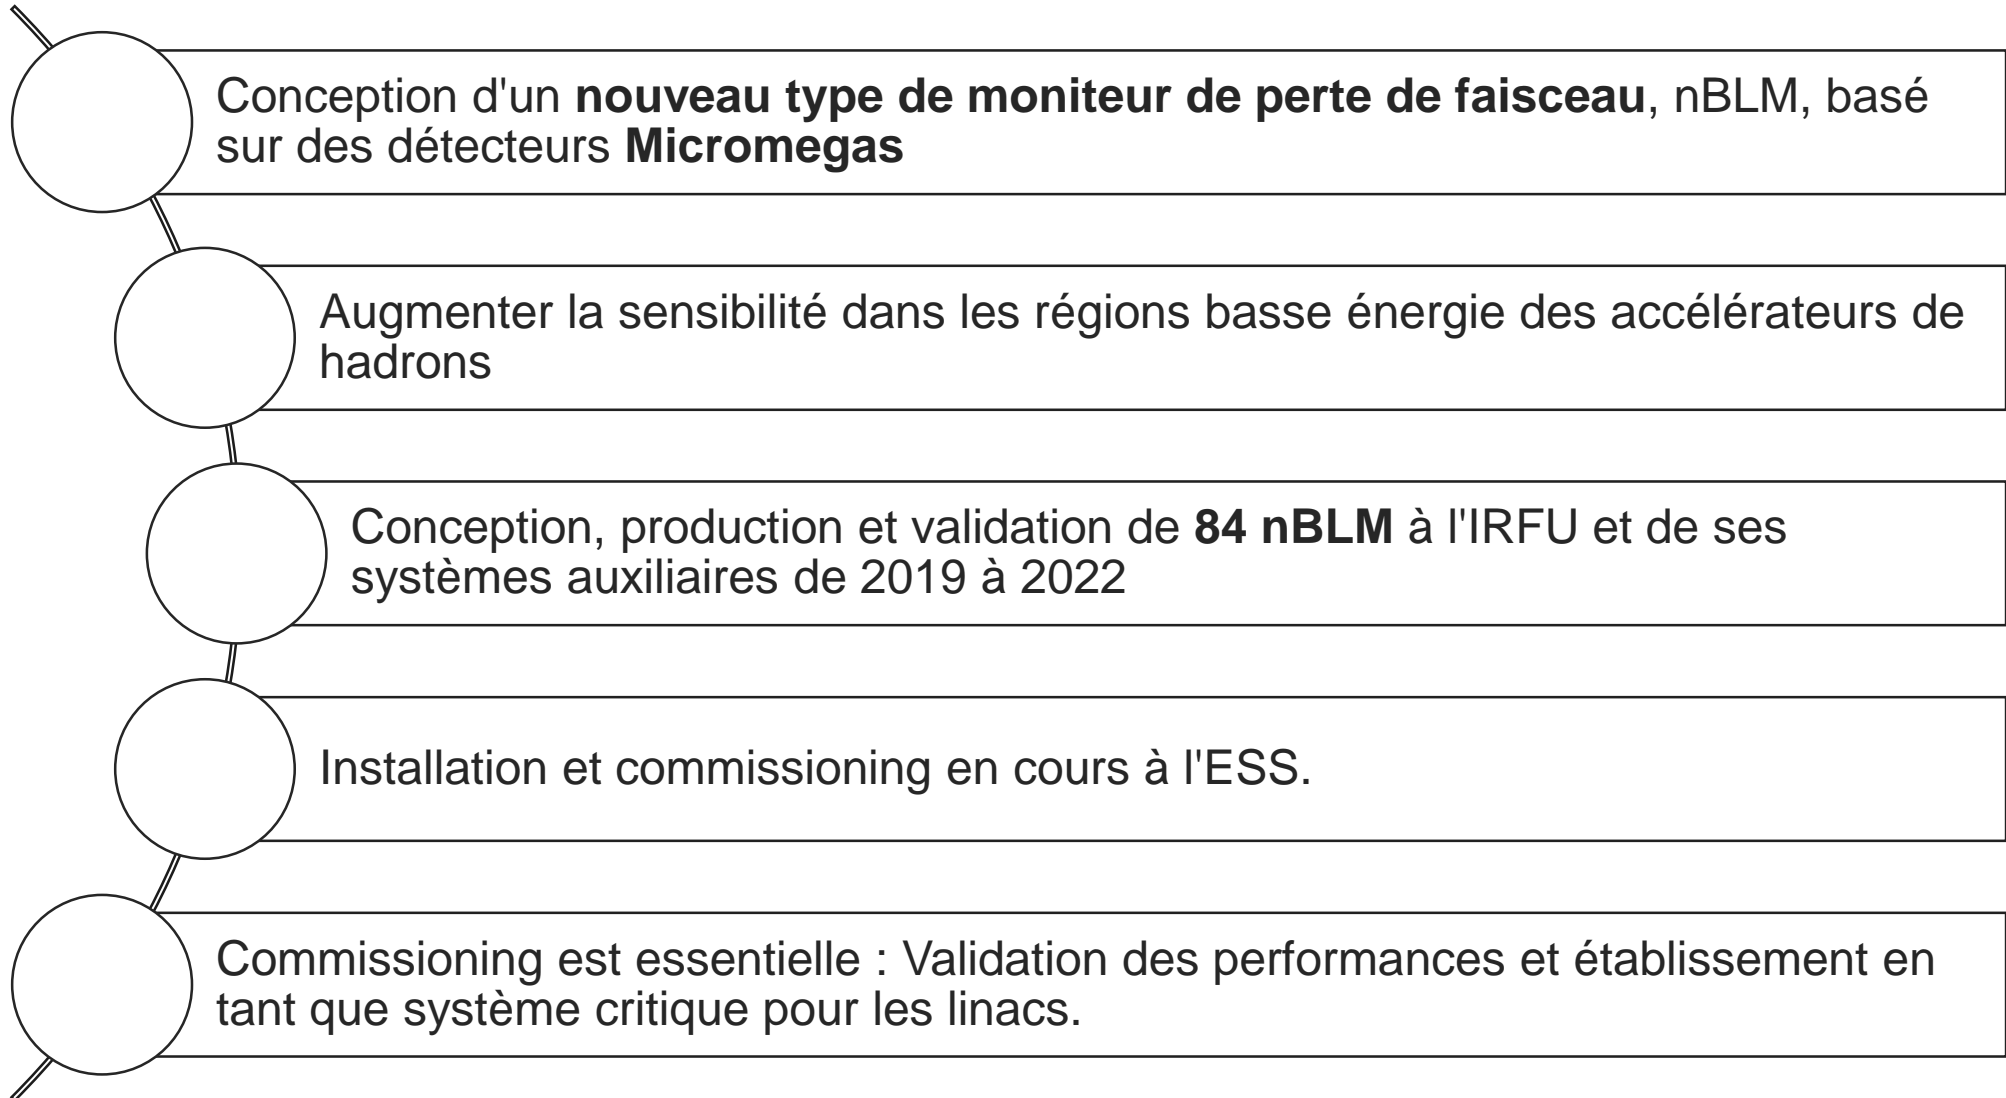 Conception d'un nouveau type de moniteur de perte de faisceau, nBLM, basé
sur des détecteurs Micromegas
Augmenter la sensibilité dans les régions basse énergie des accélérateurs de
hadrons
Conception, production et validation de 84 nBLM à l'IRFU et de ses
systèmes auxiliaires de 2019 à 2022
Installation et commissioning en cours à l'ESS.
Commissioning est essentielle : Validation des performances et établissement en
tant que système critique pour les linacs.